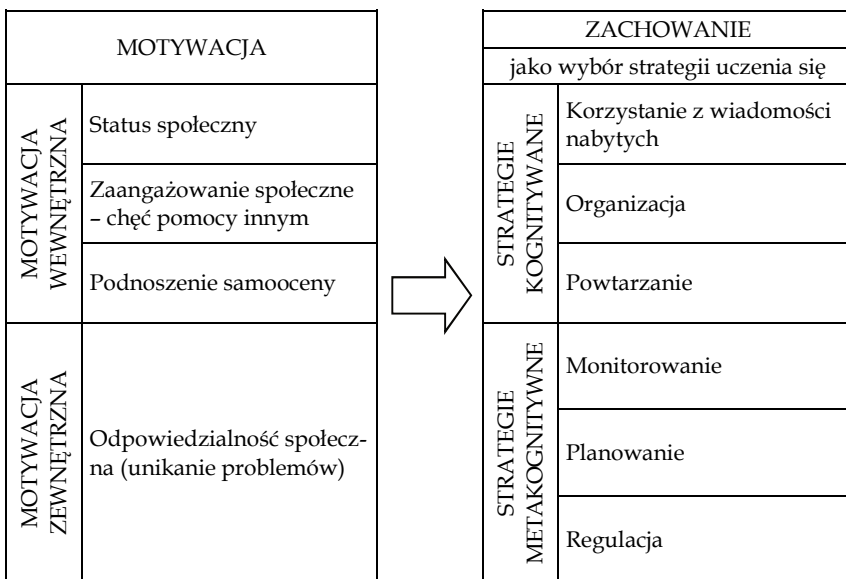 MOTYWACJA
MOTYWACJA
WEWNĘTRZNA
Status społeczny
Zaangażowanie społeczne
– chęć pomocy innym
Podnoszenie samooceny
MOTYWACJA
ZEWNĘTRZNA
Odpowiedzialność społecz-
na (unikanie problemów)
ZACHOWANIE
jako wybór strategii uczenia się
STRATEGIE
KOGNITYWANE
Korzystanie z wiadomości
nabytych
Organizacja
Powtarzanie
STRATEGIE
METAKOGNITYWNE
Monitorowanie
Planowanie
Regulacja